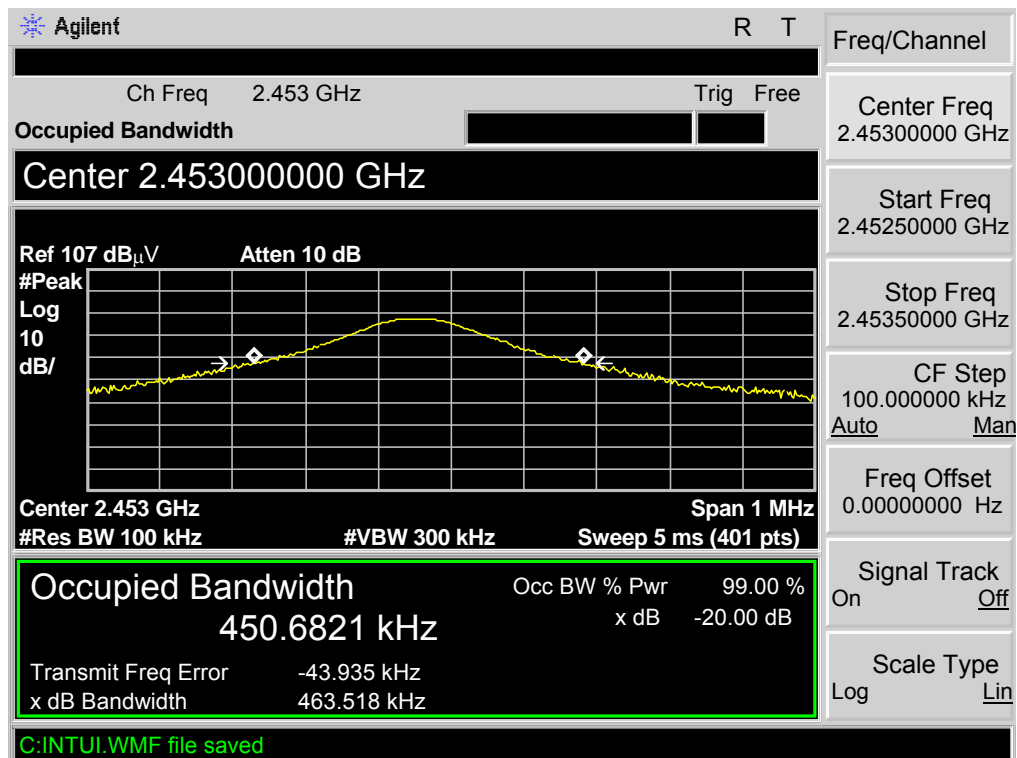 Agilent
R T
Freq/Channel
Ch Freq 2.453 GHz
Trig Free
Occupied Bandwidth
Center 2.453000000 GHz
Ref 107 dBµV
Atten 10 dB
#Peak
Log
10
dB/
Center 2.453 GHz
Span 1 MHz
#Res BW 100 kHz
#VBW 300 kHz
Sweep 5 ms (401 pts)
Occupied Bandwidth
450.6821 kHz
Occ BW % Pwr 99.00 %
x dB -20.00 dB
Transmit Freq Error -43.935 kHz
x dB Bandwidth 463.518 kHz
C:INTUI.WMF file saved
Center Freq
2.45300000 GHz
Start Freq
2.45250000 GHz
Stop Freq
2.45350000 GHz
CF Step
100.000000 kHz
Auto Man
Freq Offset
0.00000000 Hz
Signal Track
On Off
Scale Type
Log Lin